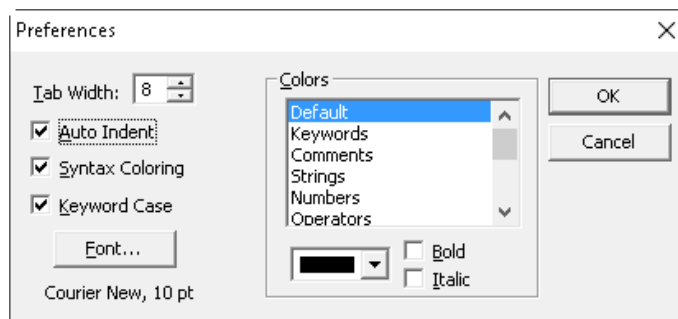 Preferences
Tab Width: 8
Auto Indent
Syntax Coloring
Keyword Case
Font...
Courier New, 10 pt
Colors
Default
Keywords
Comments
Strings
Numbers
Operators
Bold
Italic
OK
Cancel